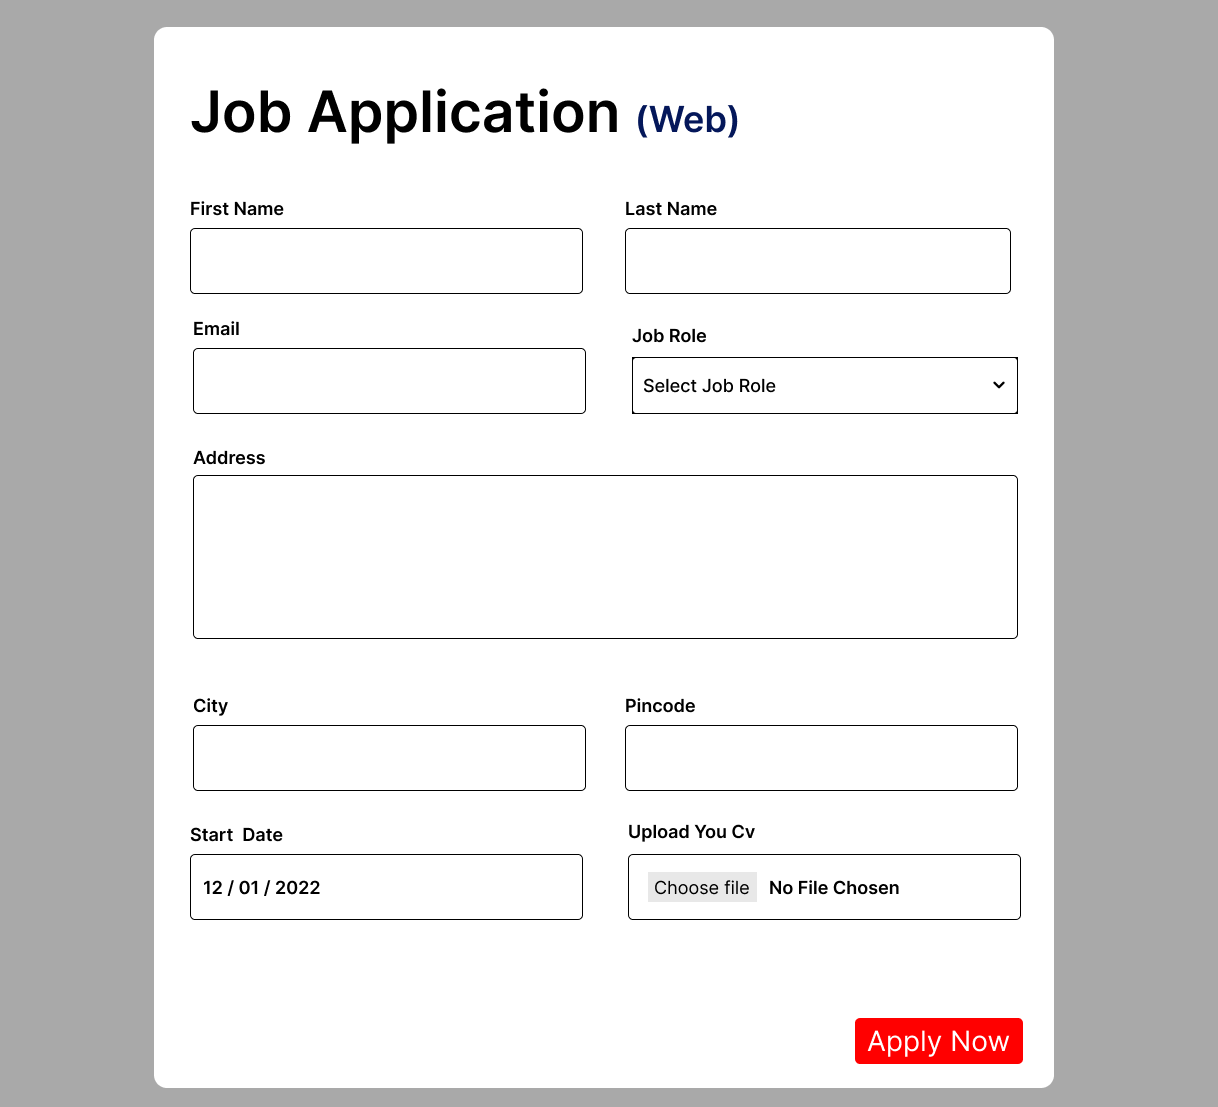 Job Application (Web)
First Name
Last Name
Email
Job Role
Select Job Role
Address
City
Pincode
Start  Date
Upload You Cv
12 / 01 / 2022
Choose file No File Chosen
Apply Now